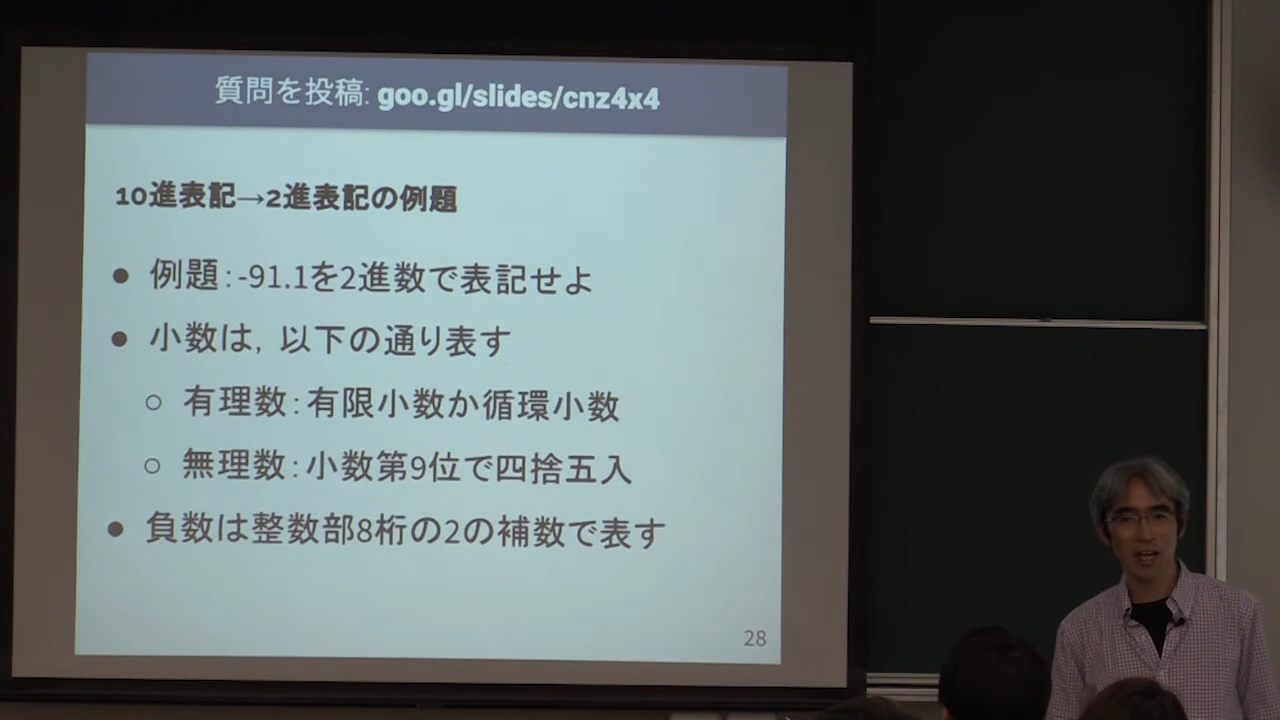 質問を投稿: goo.gl/slides/cnz4x4
10進表記→2進表記の例題
● 例題：-91.1を2進数で表記せよ
● 小数は，以下の通り表す
○ 有理数：有限小数か循環小数
○ 無理数：小数第9位で四捨五入
● 負数は整数部8桁の2の補数で表す
28